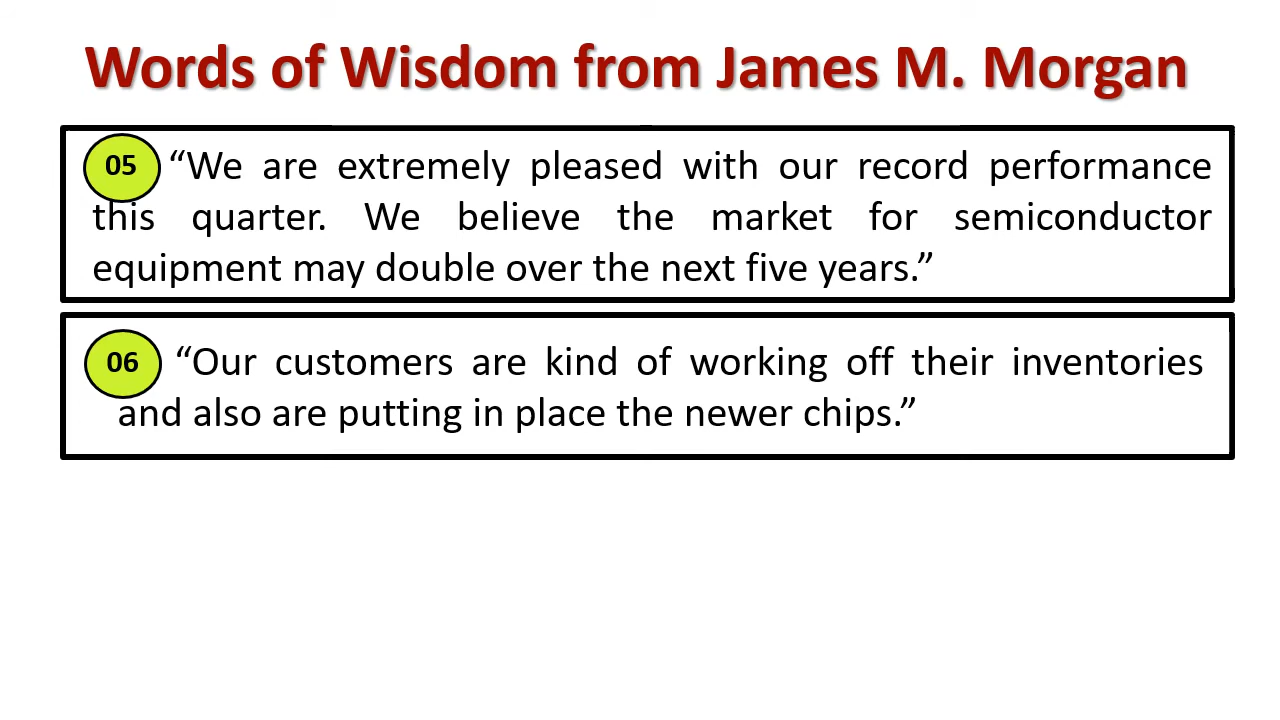 Words of Wisdom from James M. Morgan
05 “We are extremely pleased with our record performance
this quarter. We believe the market for semiconductor
equipment may double over the next five years.”
06 “Our customers are kind of working off their inventories
and also are putting in place the newer chips.”